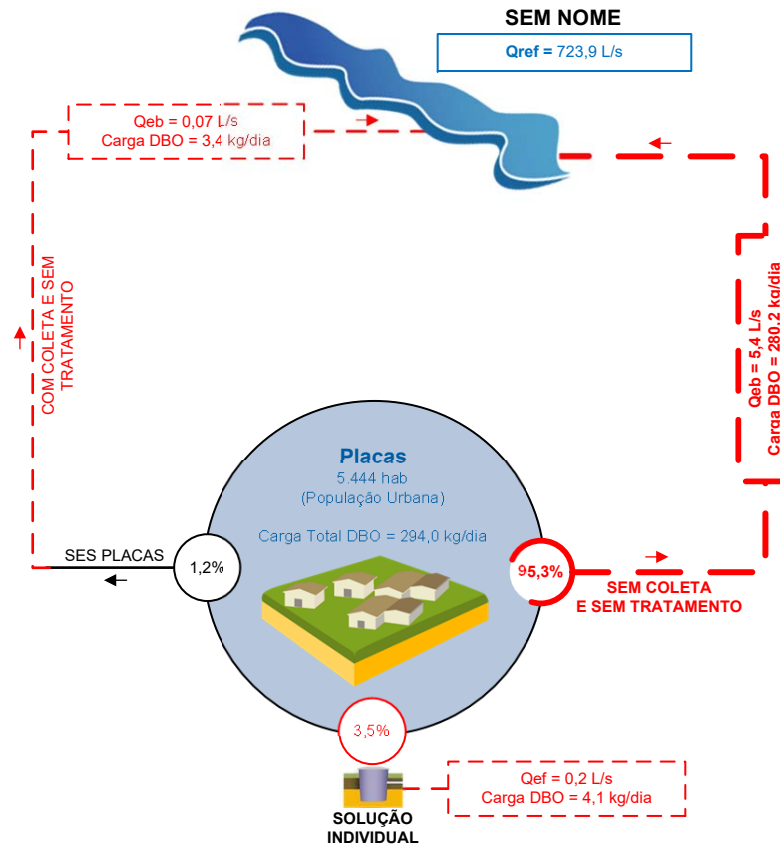 SEM NOME
Qref = 723,9 L/s
Qeb = 0,07 L/s
Carga DBO = 3,4 kg/dia
COM COLETA E SEM
TRATAMENTO
Qeb = 5,4 L/s
Carga DBO = 280,2 kg/dia
Placas
5.444 hab
(População Urbana)
Carga Total DBO = 294,0 kg/dia
SES PLACAS
1,2%
95,3%
SEM COLETA
E SEM TRATAMENTO
3,5%
Qef = 0,2 L/s
Carga DBO = 4,1 kg/dia
SOLUÇÃO
INDIVIDUAL